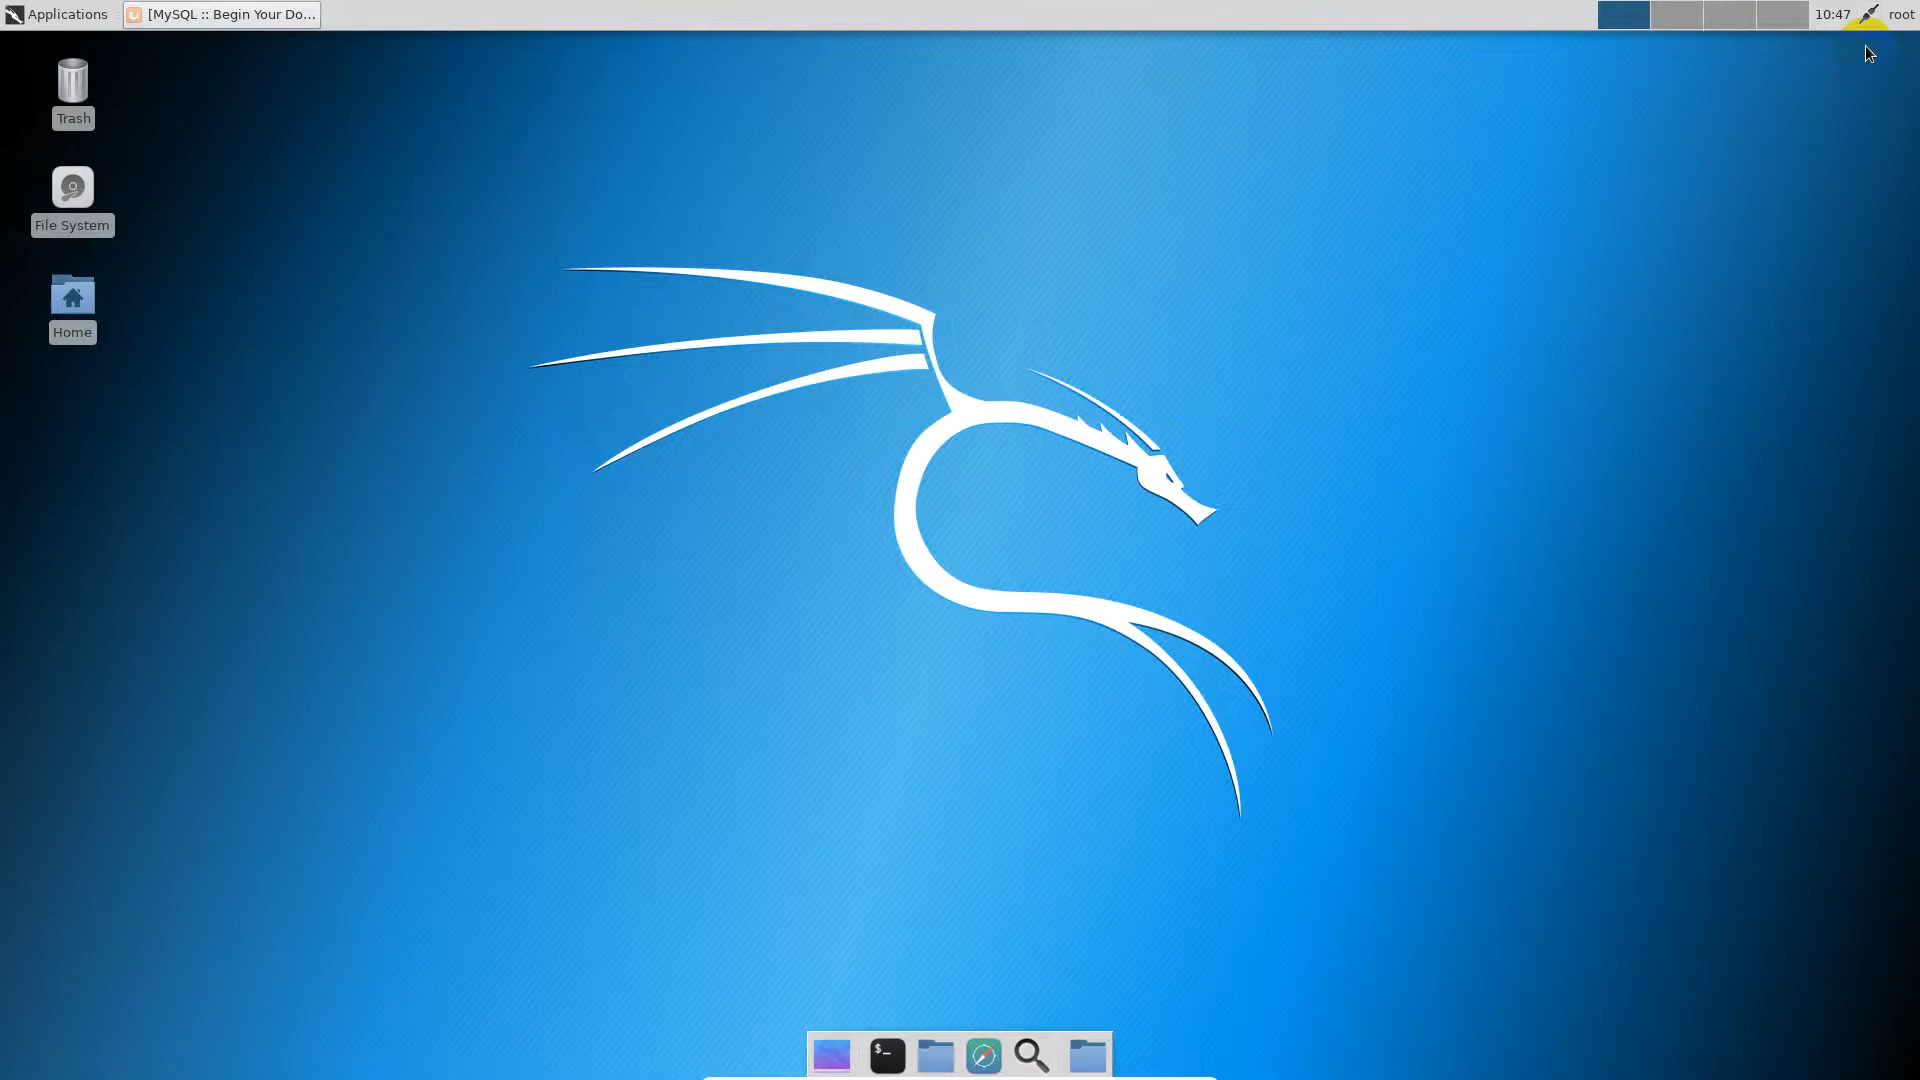 Applications
[MySQL :: Begin Your Do...
10:47
root
Trash
File System
Home
$_